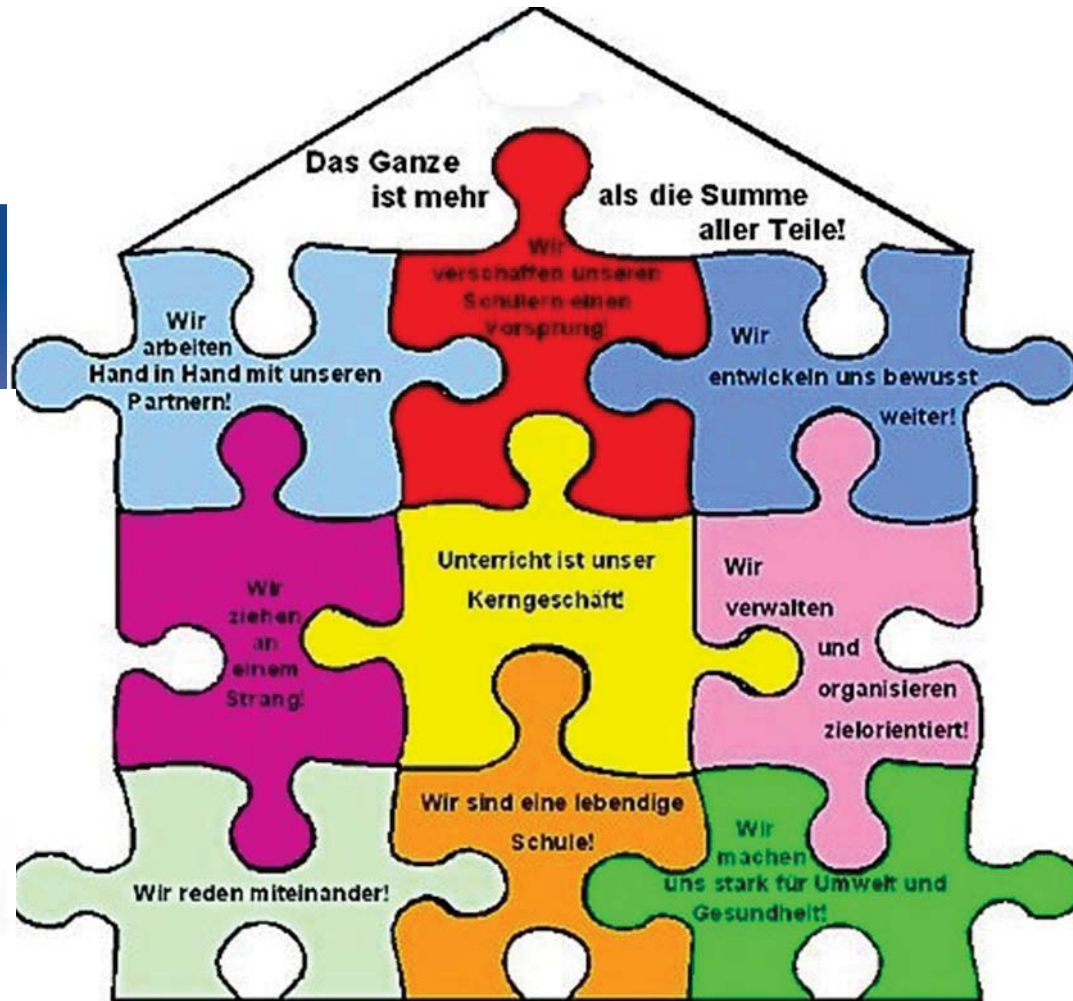 Das Ganze
ist mehr
als die Summe
aller Teile!
Wir
arbeiten
Hand in Hand mit unseren
Partnern!
Wir
verschaffen unseren
Schülern einen
Vorsprung!
Wir
entwickeln uns bewusst
weiter!
Wir
ziehen
an
einem
Strang!
Unterricht ist unser
Kerngeschäft!
Wir
verwalten
und
organisieren
zielorientiert!
Wir reden miteinander!
Wir sind eine lebendige
Schule!
Wir
machen
uns stark für Umwelt und
Gesundheit!